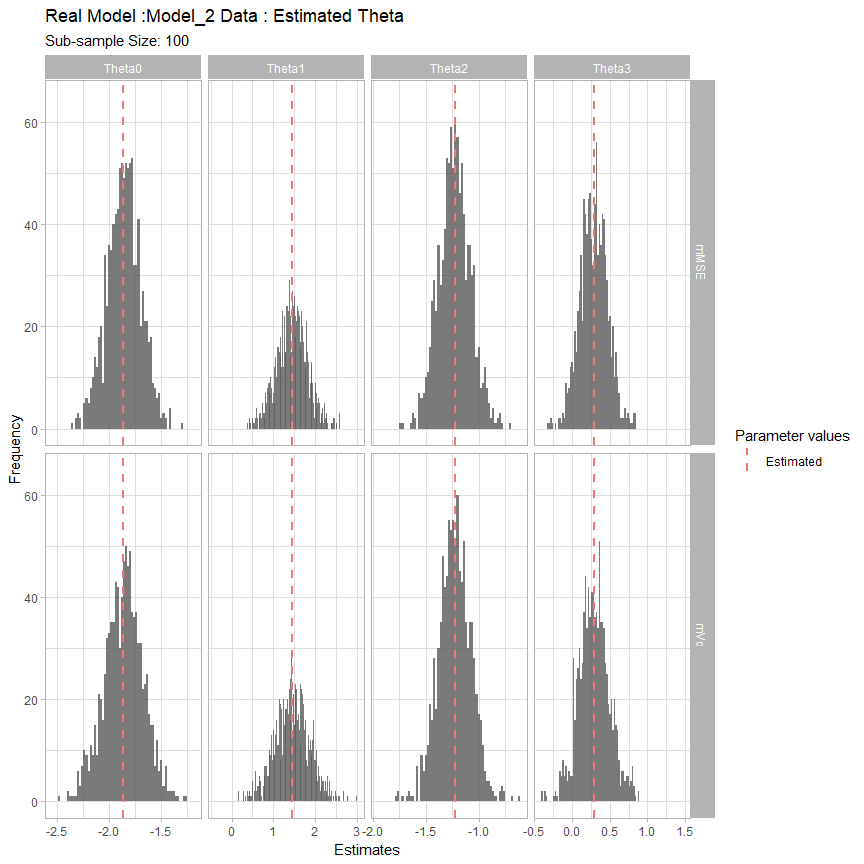 Real Model :Model_2 Data : Estimated Theta
Sub-sample Size: 100
Theta0 Theta1 Theta2 Theta3
60
40
20
0
mMSE
60
40
20
0
mVc
Frequency
-2.5 -2.0 -1.5 0 1 2 3 -2.0 -1.5 -1.0 -0.5 0.0 0.5 1.0 1.5
Estimates
Parameter values
Estimated